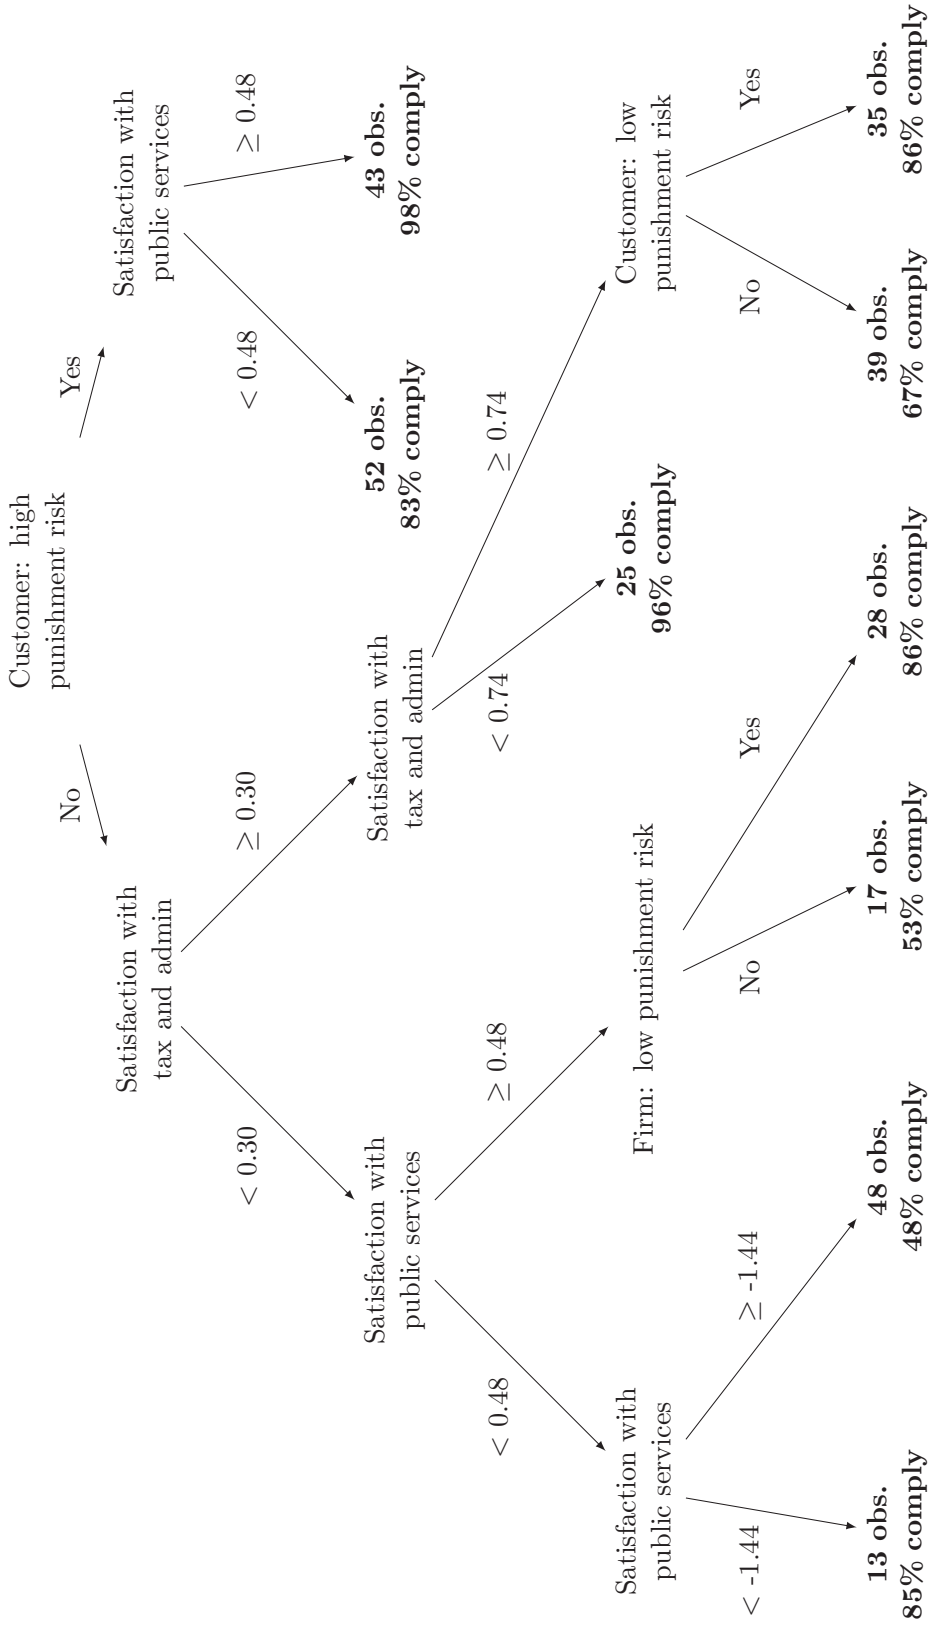 Customer: high
punishment risk
No
Yes
Satisfaction with
tax and admin
Satisfaction with
public services
< 0.30
≥ 0.30
< 0.48
≥ 0.48
Satisfaction with
public services
Satisfaction with
tax and admin
52 obs.
83% comply
43 obs.
98% comply
< 0.48
≥ 0.48
< 0.74
≥ 0.74
Satisfaction with
public services
Firm: low punishment risk
25 obs.
96% comply
Customer: low
punishment risk
< -1.44
≥ -1.44
No
Yes
No
Yes
13 obs.
85% comply
48 obs.
48% comply
17 obs.
53% comply
28 obs.
86% comply
39 obs.
67% comply
35 obs.
86% comply